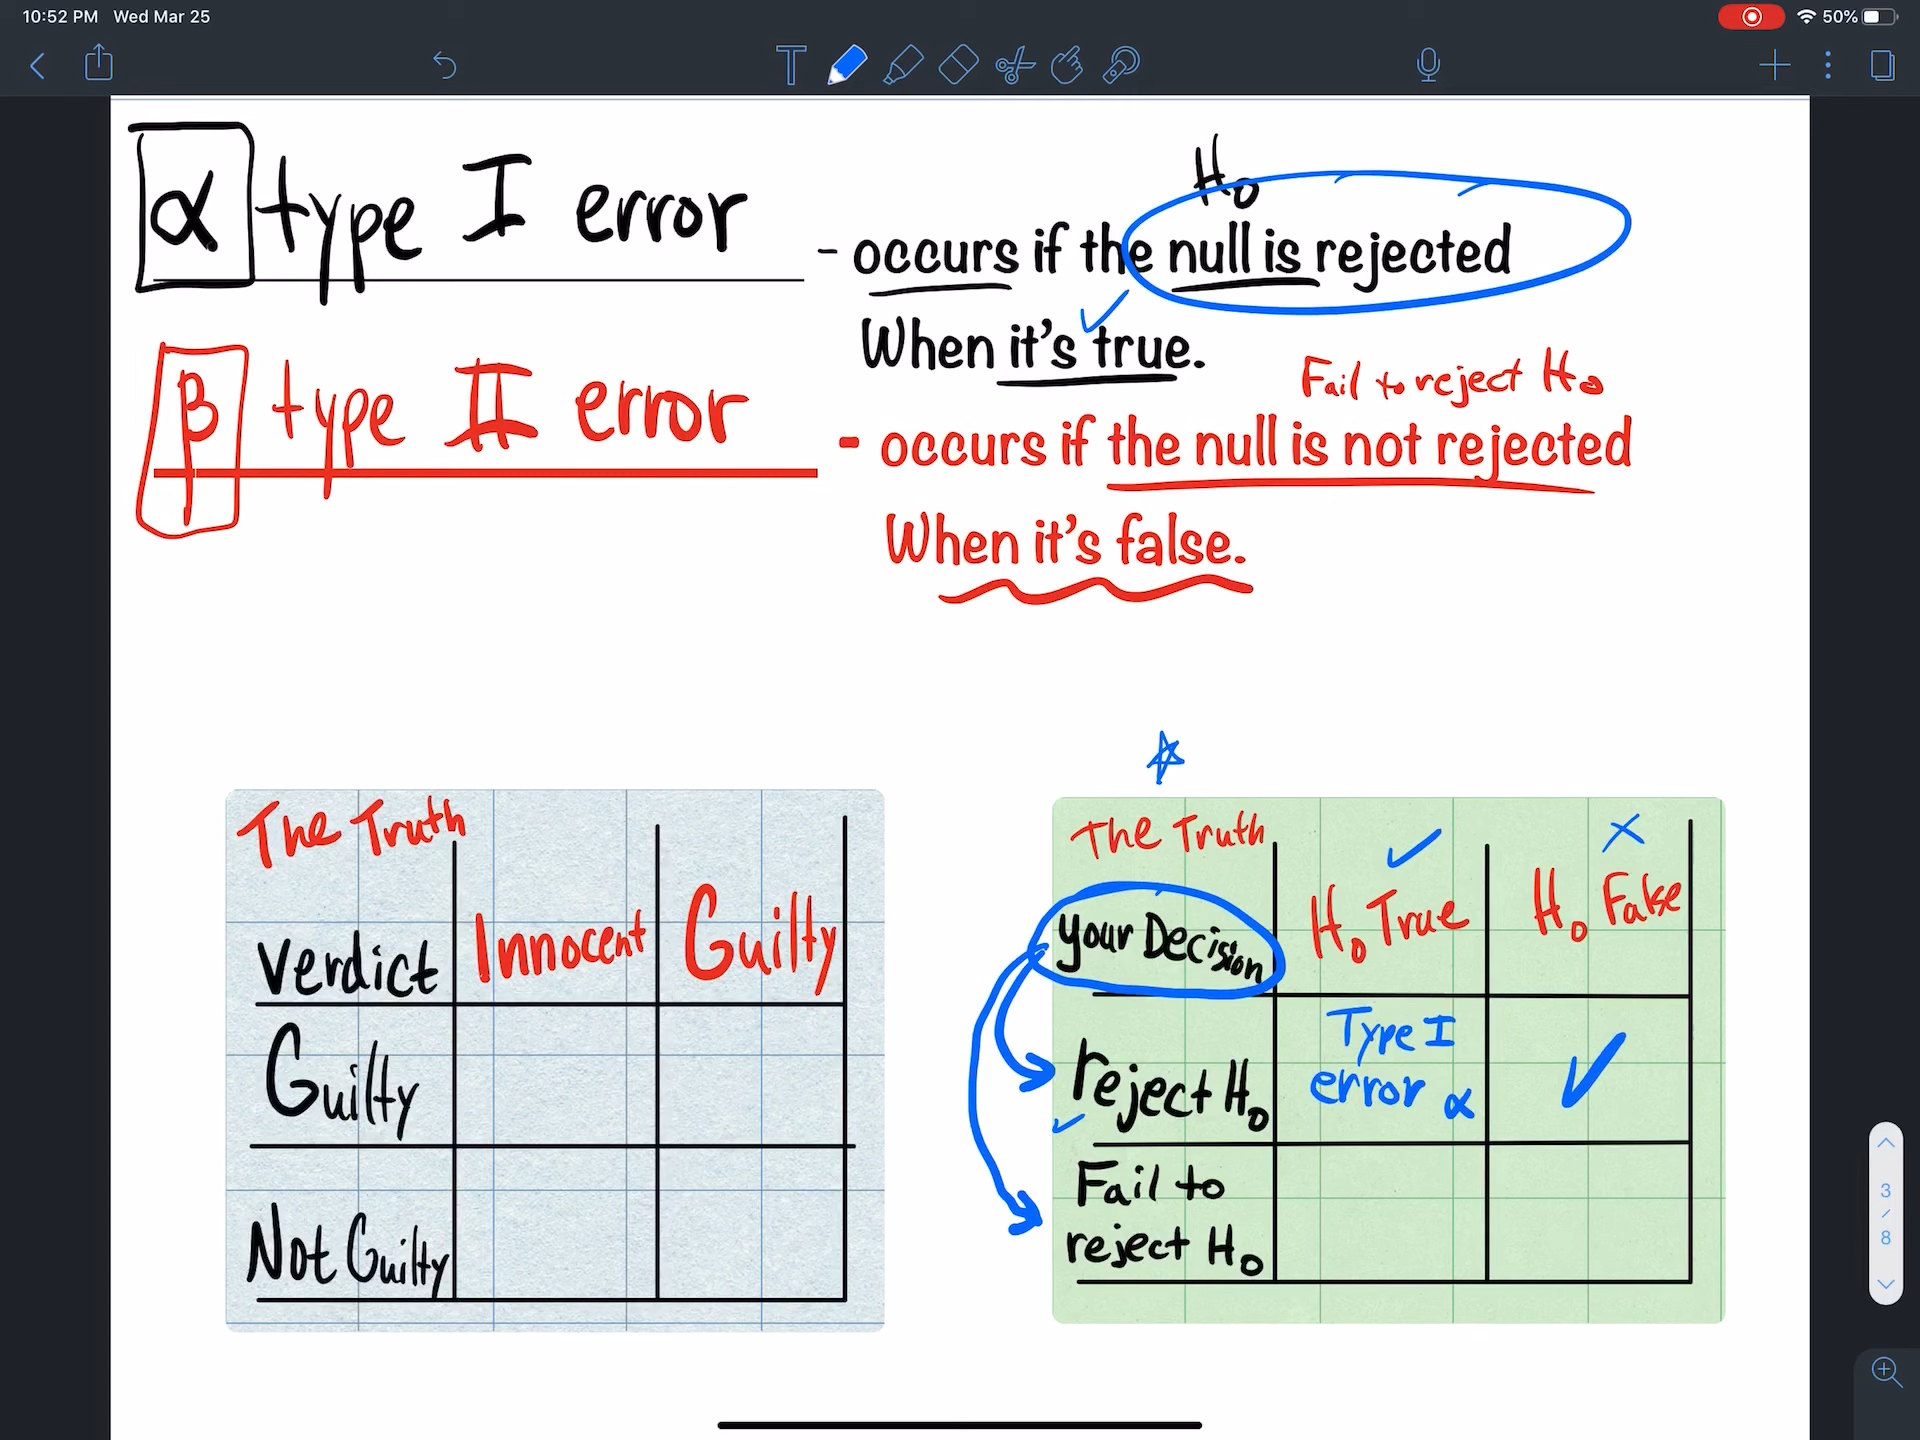 10:52 PM Wed Mar 25
50%
T
H₀
α type I error
- occurs if the null is rejected
When it's true.
Fail to reject H₀
β type II error
- occurs if the null is not rejected
When it's false.
The Truth
Verdict Innocent Guilty
Guilty
Not Guilty
The Truth
your Decision H₀ True H₀ False
reject H₀ Type I error α
Fail to reject H₀
3
/
8